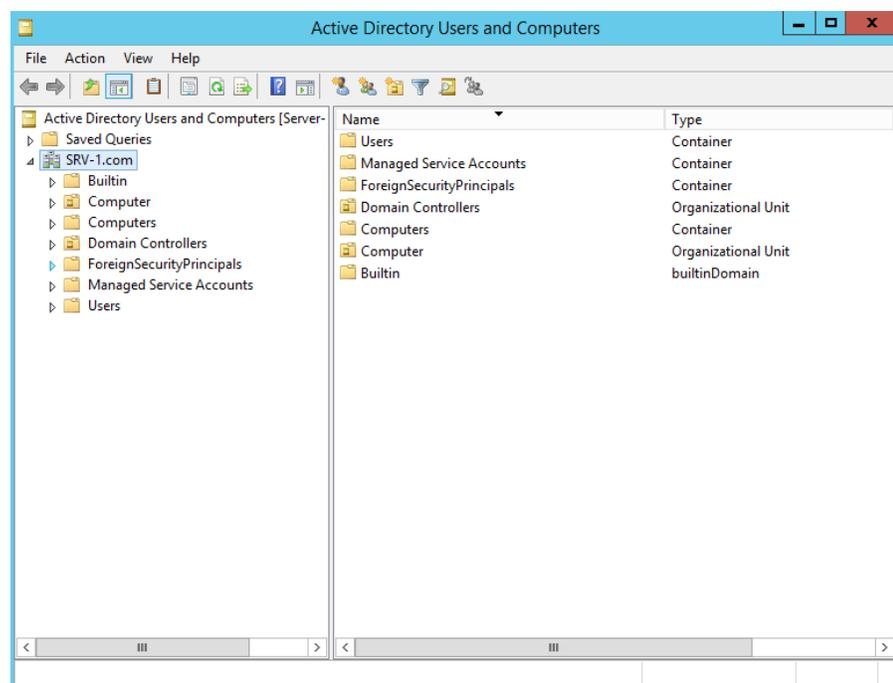 Active Directory Users and Computers
x
File Action View Help
Active Directory Users and Computers [Server-
Saved Queries
SRV-1.com
Builtin
Computer
Computers
Domain Controllers
ForeignSecurityPrincipals
Managed Service Accounts
Users
Name Type
Users Container
Managed Service Accounts Container
ForeignSecurityPrincipals Container
Domain Controllers Organizational Unit
Computers Container
Computer Organizational Unit
Builtin builtinDomain